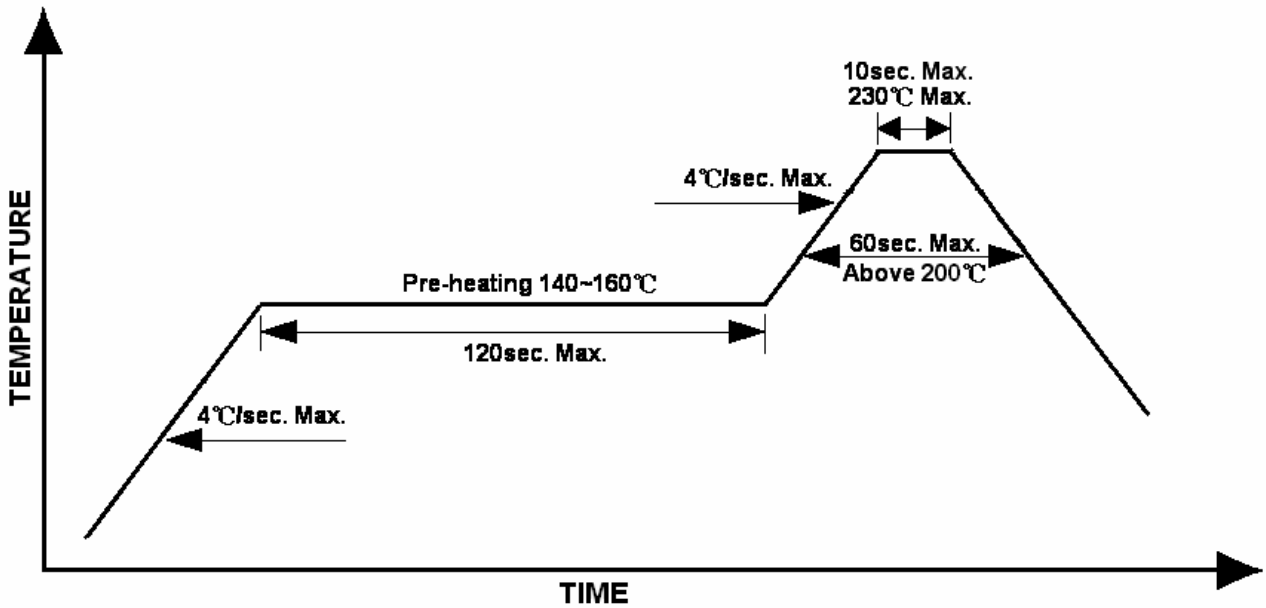 10sec. Max.
230℃ Max.
4℃/sec. Max.
60sec. Max.
Above 200℃
Pre-heating 140~160℃
120sec. Max.
4℃/sec. Max.
TEMPERATURE
TIME